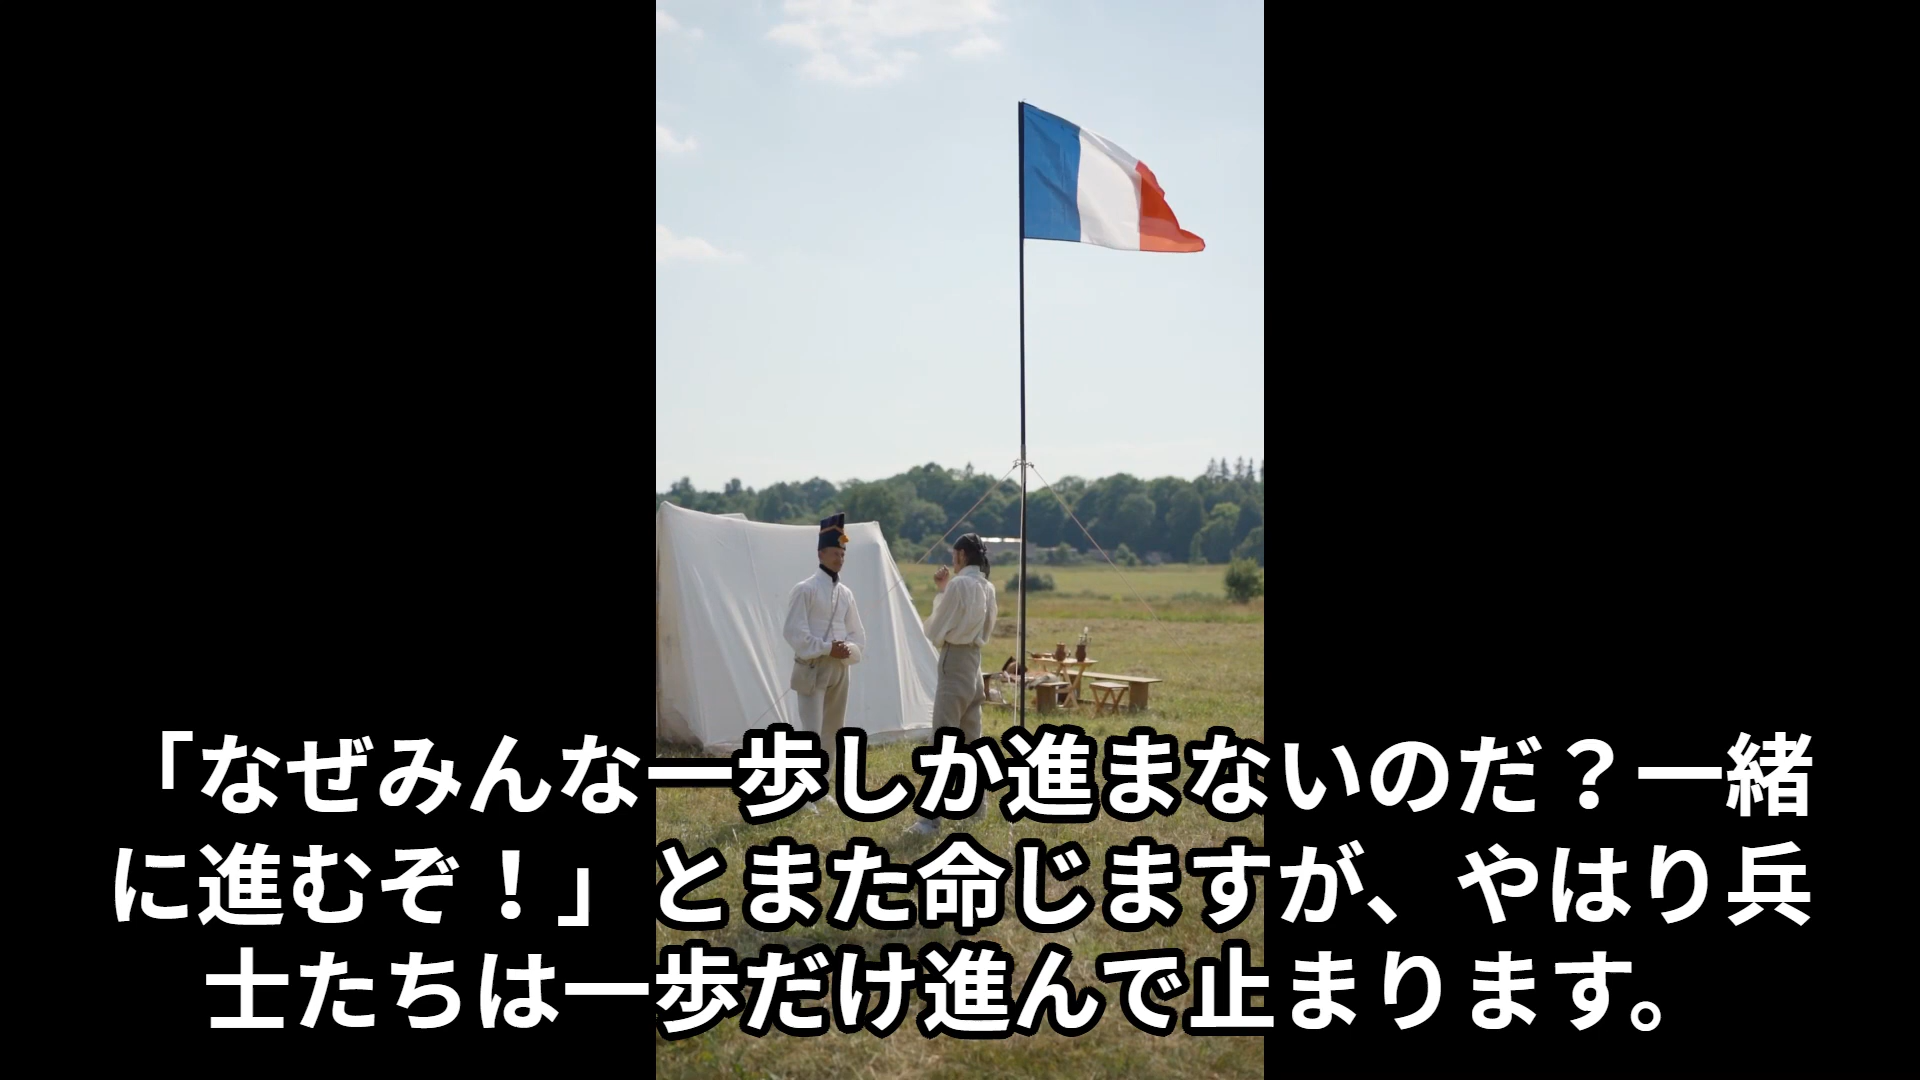 「なぜみんな一歩しか進まないのだ？一緒
に進むぞ！」とまた命じますが、やはり兵
士たちは一歩だけ進んで止まります。